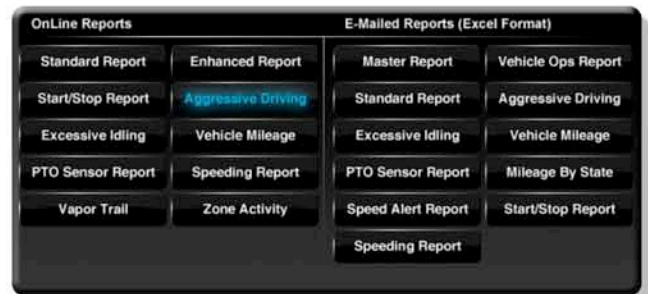 OnLine Reports E-Mailed Reports (Excel Format)
Standard Report Enhanced Report Master Report Vehicle Ops Report
Start/Stop Report Aggressive Driving Standard Report Aggressive Driving
Excessive Idling Vehicle Mileage Excessive Idling Vehicle Mileage
PTO Sensor Report Speeding Report PTO Sensor Report Mileage By State
Vapor Trail Zone Activity Speed Alert Report Start/Stop Report
Speeding Report